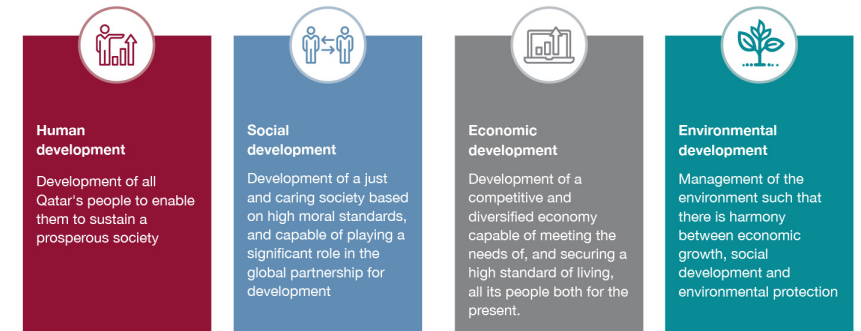 Human
development
Development of all
Qatar's people to enable
them to sustain a
prosperous society
Social
development
Development of a just
and caring society based
on high moral standards,
and capable of playing a
significant role in the
global partnership for
development
Economic
development
Development of a
competitive and
diversified economy
capable of meeting the
needs of, and securing a
high standard of living,
all its people both for the
present.
Environmental
development
Management of the
environment such that
there is harmony
between economic
growth, social
development and
environmental protection